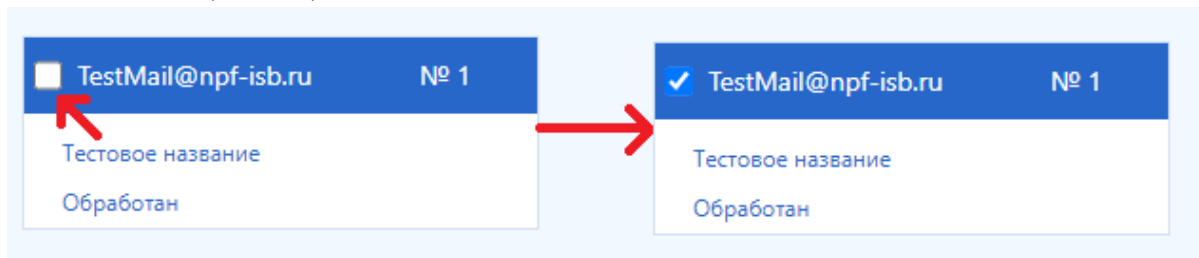 TestMail@npf-isb.ru № 1
Тестовое название
Обработан
TestMail@npf-isb.ru № 1
Тестовое название
Обработан